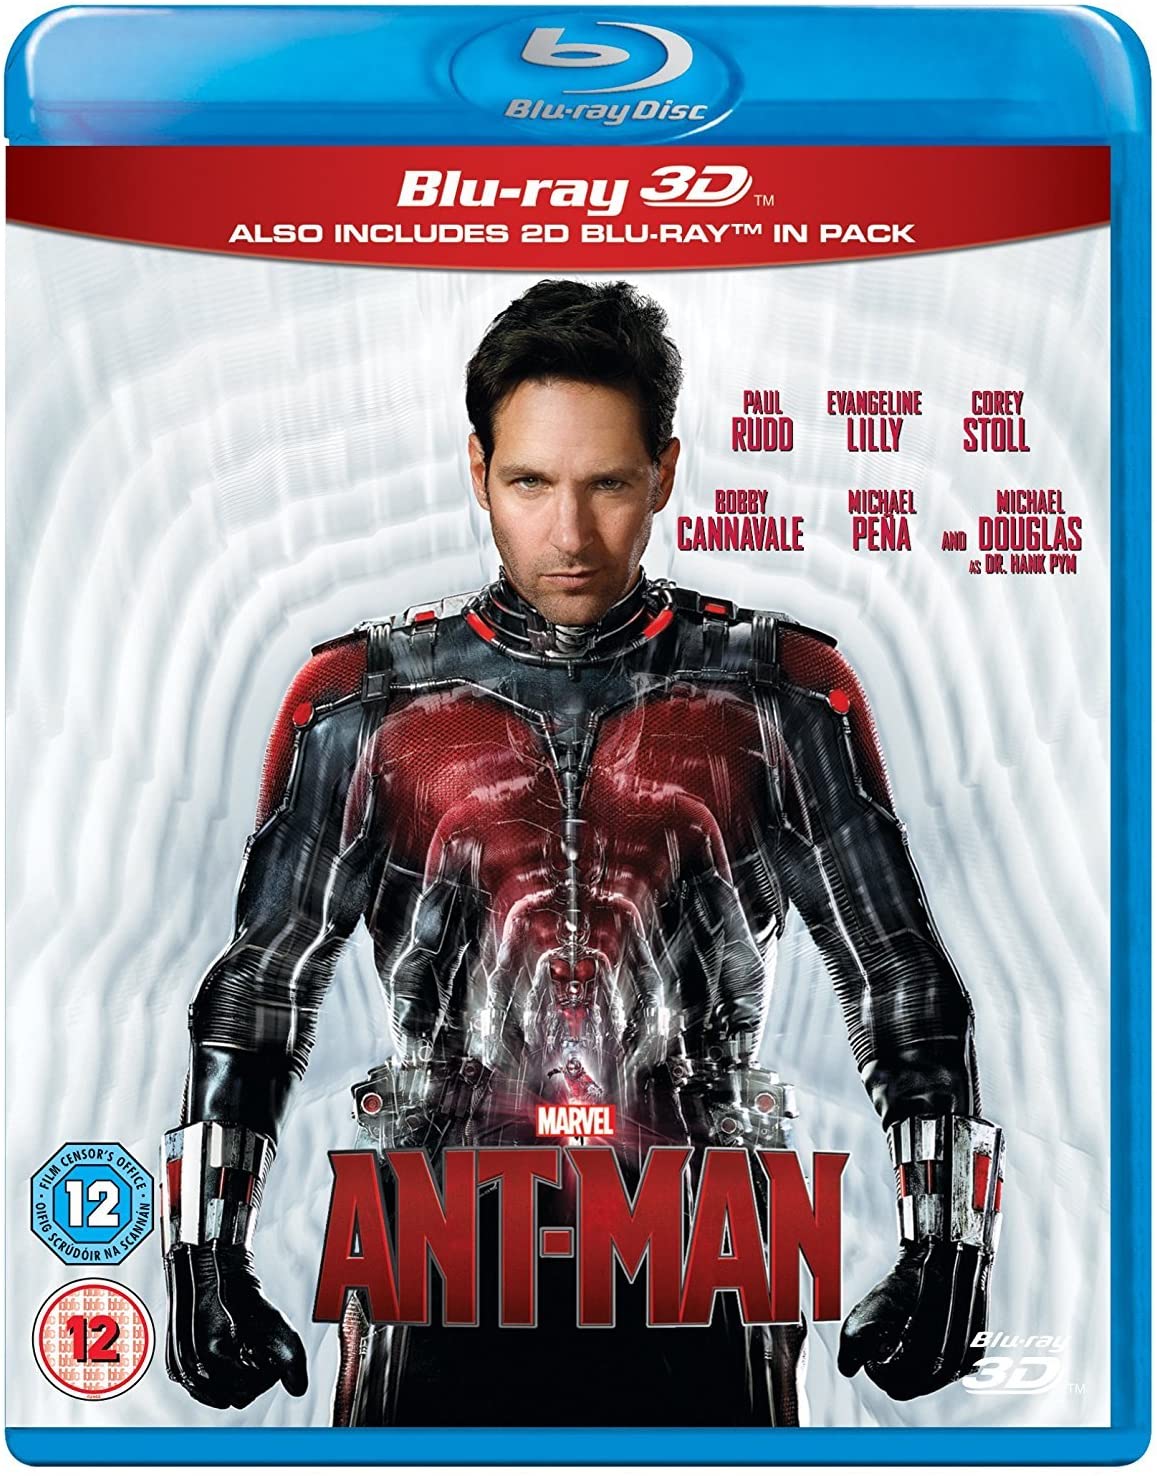 Blu-ray Disc
Blu-ray 3D™
ALSO INCLUDES 2D BLU-RAY™ IN PACK
PAUL RUDD
EVANGELINE LILLY
COREY STOLL
BOBBY CANNAVALE
MICHAEL PEÑA
AND MICHAEL DOUGLAS
AS DR. HANK PYM
MARVEL
ANT-MAN
· FILM CENSOR'S OFFICE ·
12
OIFIG SCRÚDÓIR NA SCANNÁN
12
Blu-ray
3D™